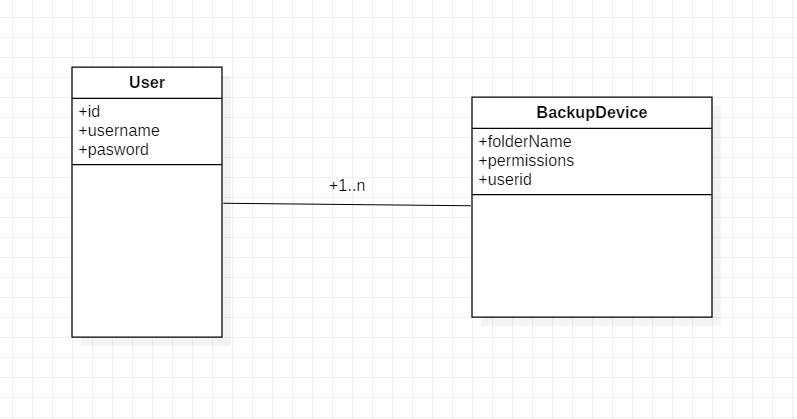 User
+id
+username
+pasword
+1..n
BackupDevice
+folderName
+permissions
+userid